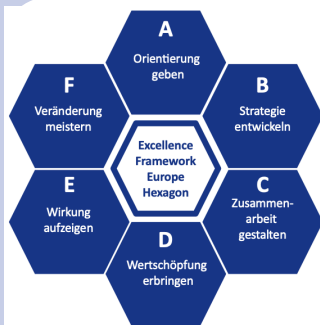 A
Orientierung
geben
B
Strategie
entwickeln
C
Zusammen-
arbeit
gestalten
D
Wertschöpfung
erbringen
E
Wirkung
aufzeigen
F
Veränderung
meistern
Excellence
Framework
Europe
Hexagon